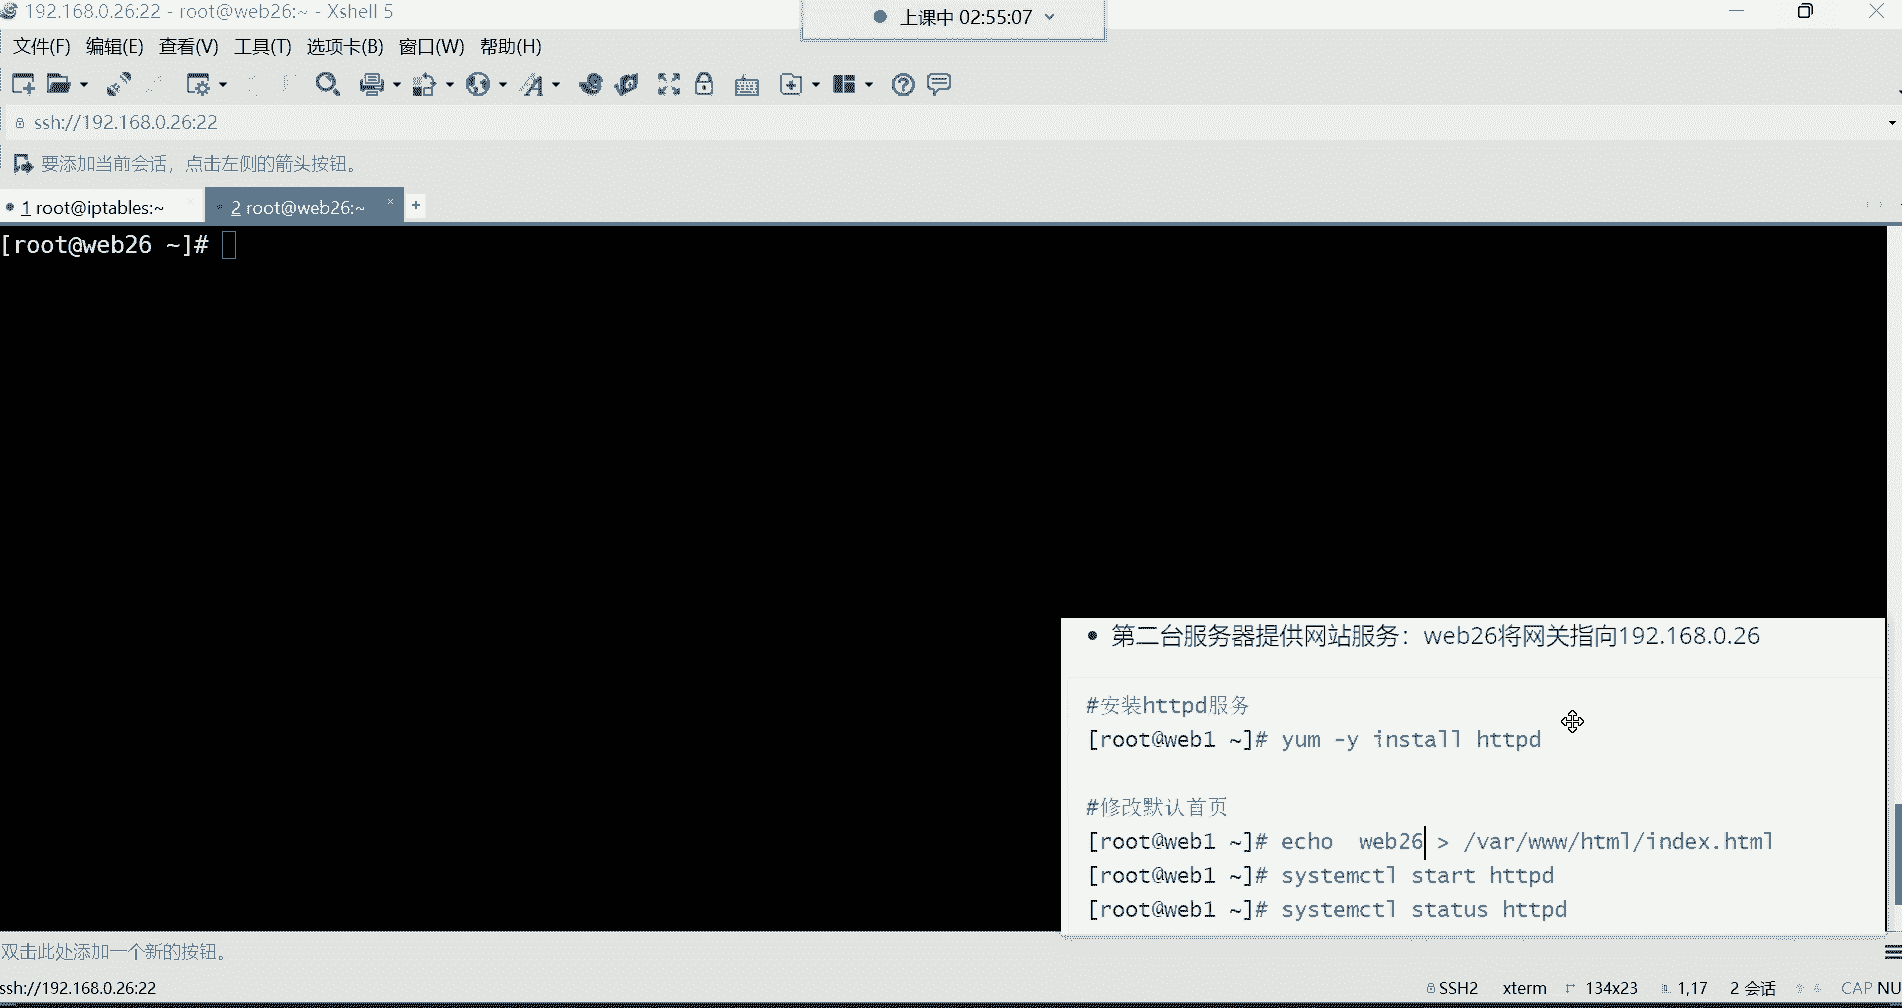 192.168.0.26:22 - root@web26:~ - Xshell 5
上课中 02:55:07
文件(F) 编辑(E) 查看(V) 工具(T) 选项卡(B) 窗口(W) 帮助(H)
ssh://192.168.0.26:22
要添加当前会话，点击左侧的箭头按钮。
1 root@iptables:~ × 2 root@web26:~ × +
[root@web26 ~]#
• 第二台服务器提供网站服务：web26将网关指向192.168.0.26
#安装httpd服务
[root@web1 ~]# yum -y install httpd
#修改默认首页
[root@web1 ~]# echo  web26 > /var/www/html/index.html
[root@web1 ~]# systemctl start httpd
[root@web1 ~]# systemctl status httpd
双击此处添加一个新的按钮。
ssh://192.168.0.26:22 SSH2 xterm 134x23 1,17 2 会话 CAP NU